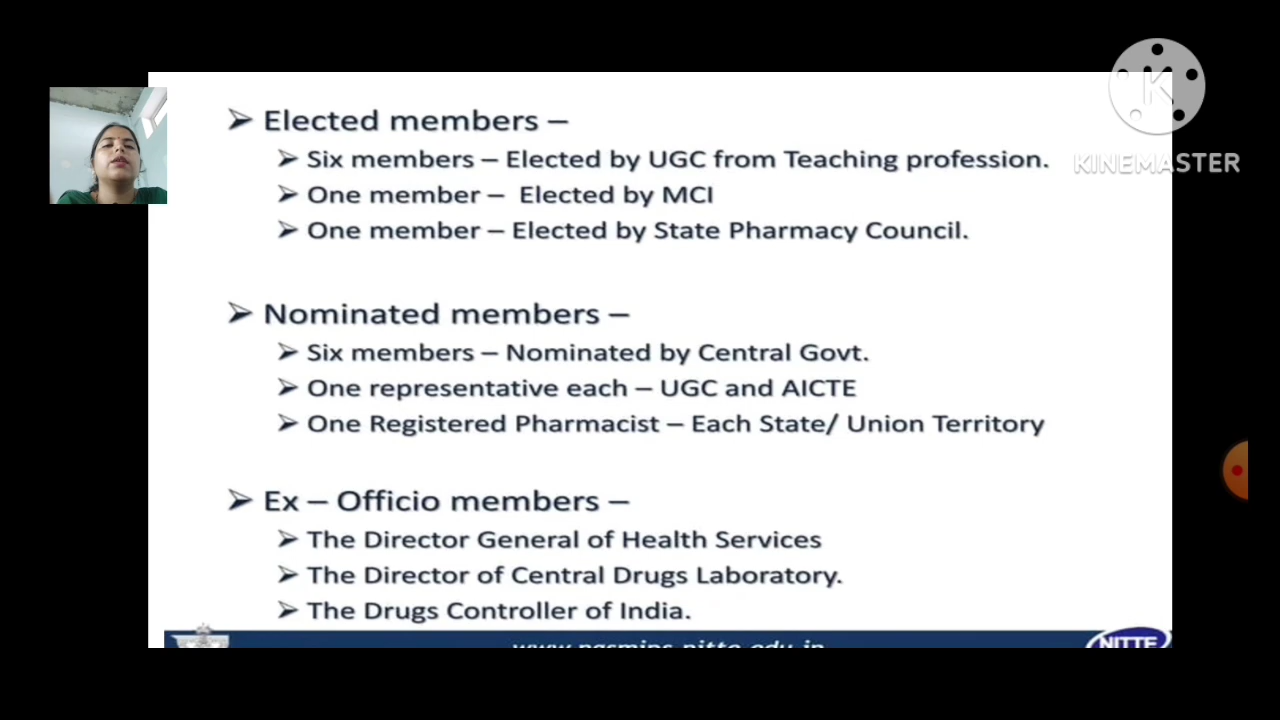 ➢ Elected members –
➢ Six members – Elected by UGC from Teaching profession.
➢ One member – Elected by MCI
➢ One member – Elected by State Pharmacy Council.
➢ Nominated members –
➢ Six members – Nominated by Central Govt.
➢ One representative each – UGC and AICTE
➢ One Registered Pharmacist – Each State/ Union Territory
➢ Ex – Officio members –
➢ The Director General of Health Services
➢ The Director of Central Drugs Laboratory.
➢ The Drugs Controller of India.
K
KINEMASTER
NITTE